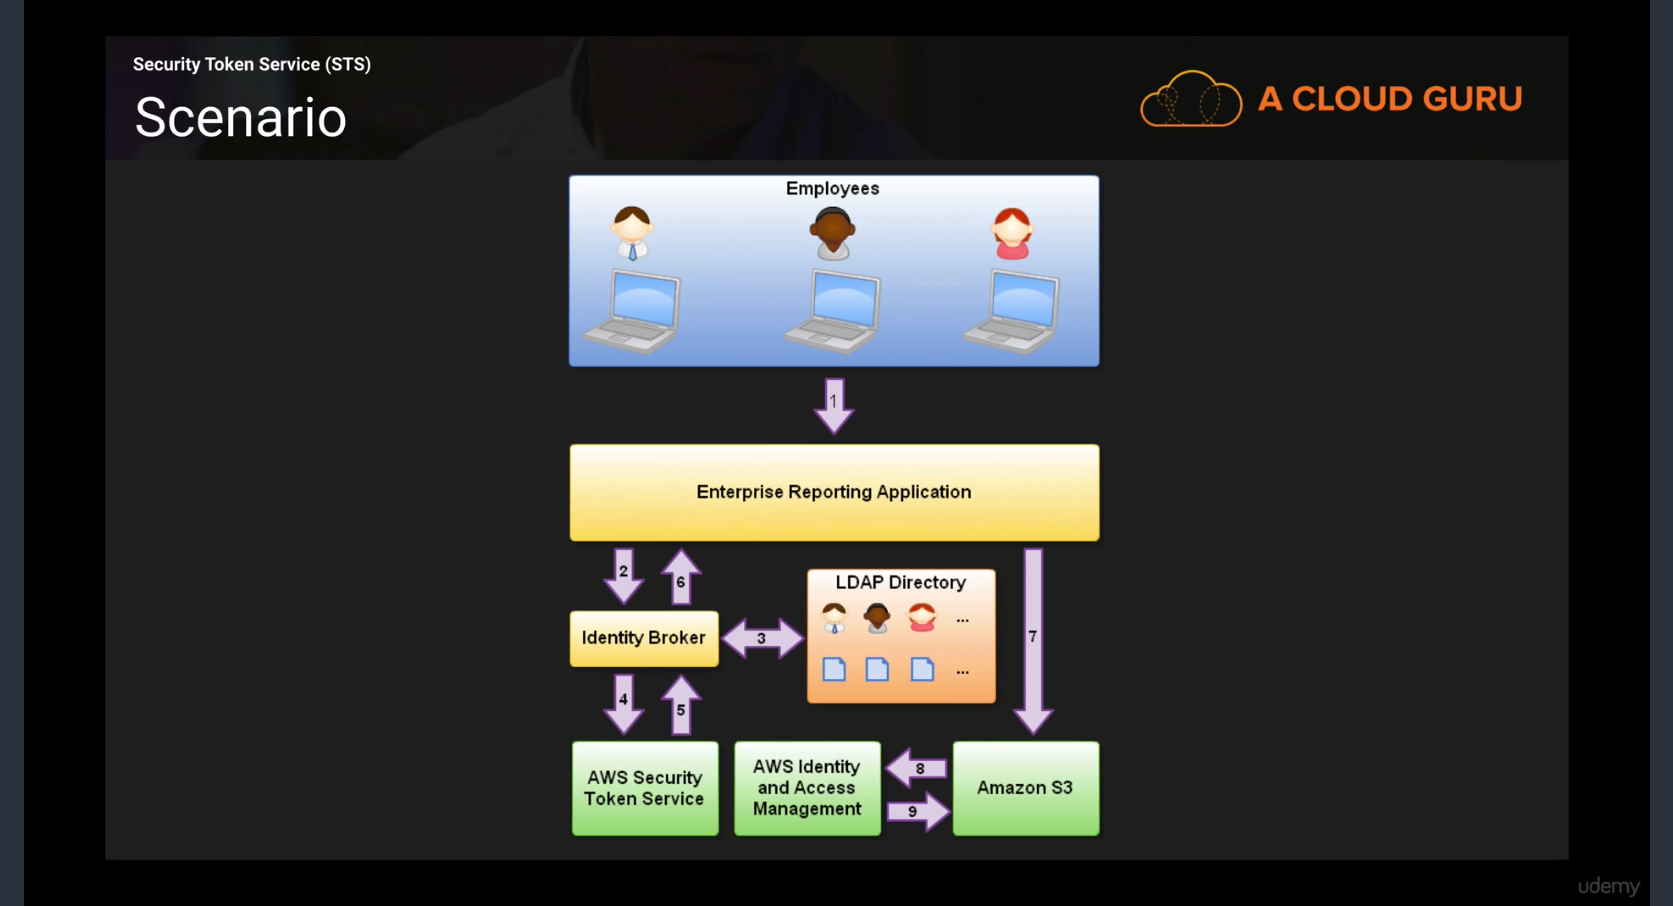 Security Token Service (STS)
Scenario
A CLOUD GURU
Employees
1
Enterprise Reporting Application
2
6
LDAP Directory
...
Identity Broker
3
7
...
4
5
AWS Security
Token Service
AWS Identity
and Access
Management
8
9
Amazon S3
udemy